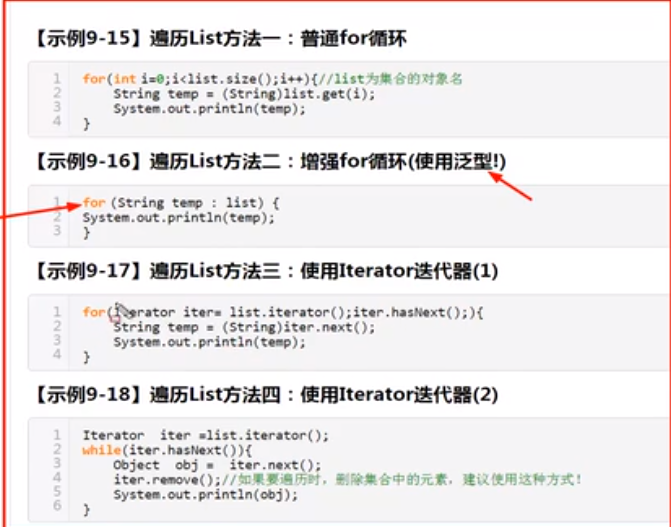 【示例9-15】遍历List方法一：普通for循环
1 for(int i=0;i<list.size();i++){//list为集合的对象名
2     String temp = (String)list.get(i);
3     System.out.println(temp);
4 }
【示例9-16】遍历List方法二：增强for循环(使用泛型!)
1 for (String temp : list) {
2 System.out.println(temp);
3 }
【示例9-17】遍历List方法三：使用Iterator迭代器(1)
1 for(Iterator iter= list.iterator();iter.hasNext();){
2     String temp = (String)iter.next();
3     System.out.println(temp);
4 }
【示例9-18】遍历List方法四：使用Iterator迭代器(2)
1 Iterator  iter =list.iterator();
2 while(iter.hasNext()){
3     Object  obj =  iter.next();
4     iter.remove();//如果要遍历时，删除集合中的元素，建议使用这种方式！
5     System.out.println(obj);
6 }